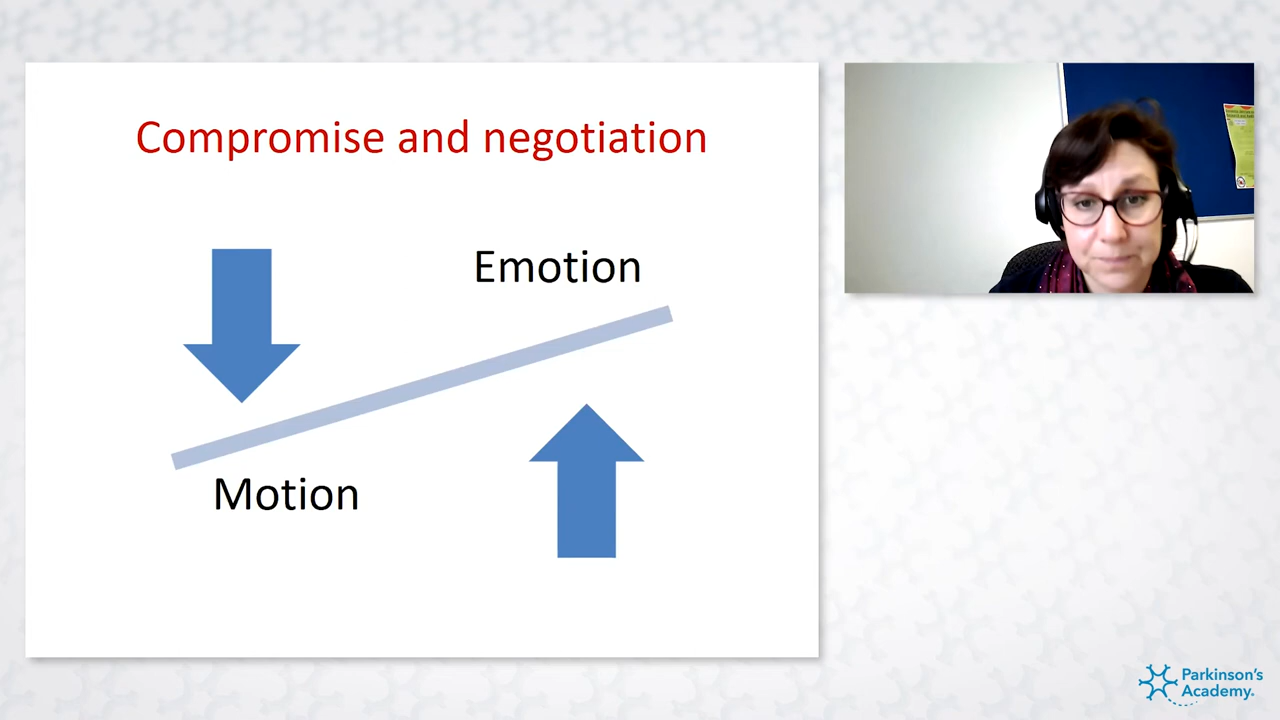 Compromise and negotiation
Emotion
Motion
Parkinson's
Academy.